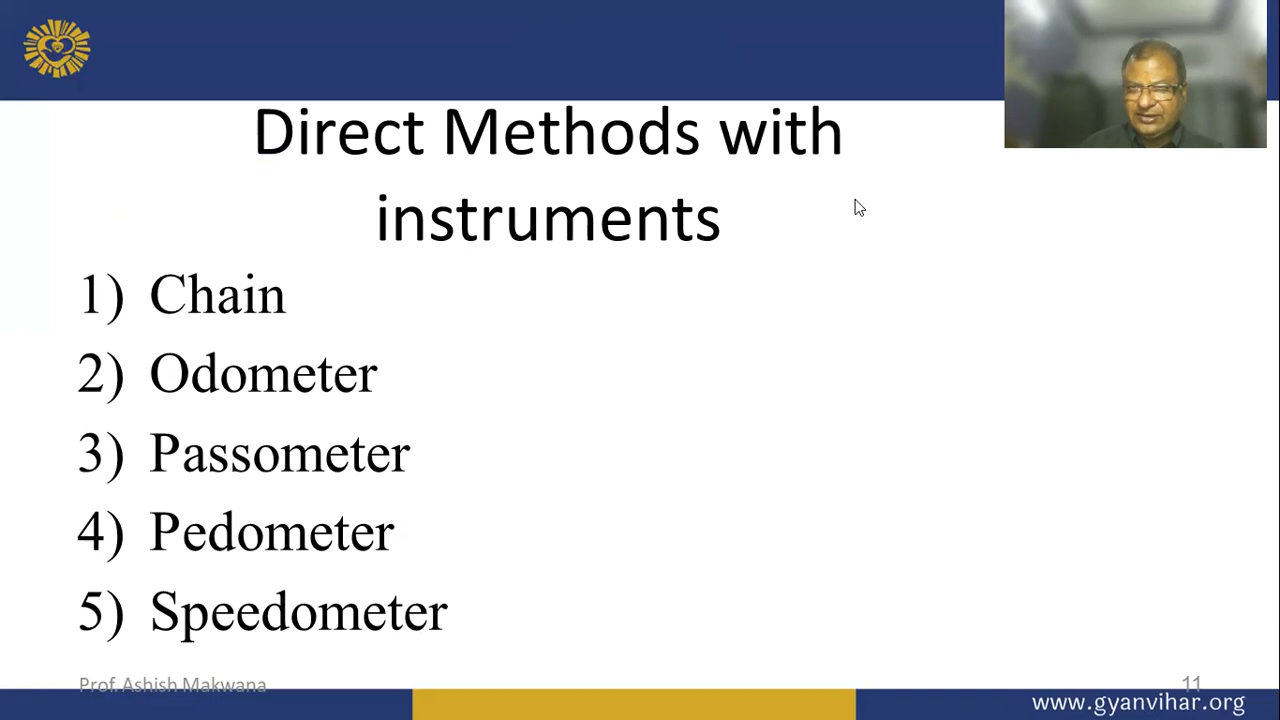 Direct Methods with
instruments
1) Chain
2) Odometer
3) Passometer
4) Pedometer
5) Speedometer
Prof. Ashish Makwana
11
www.gyanvihar.org